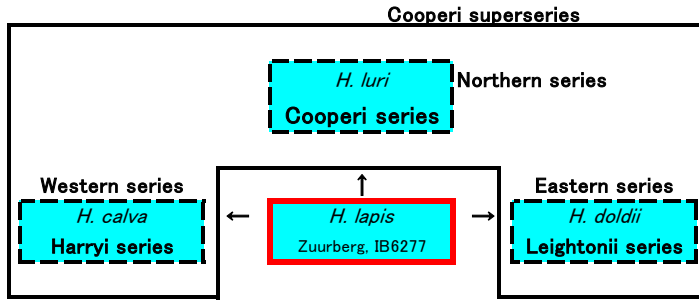 Cooperi superseries
H. luri
Northern series
Cooperi series
Western series
Eastern series
H. calva
←
↑
H. lapis
→
H. doldii
Harryi series
Zuurberg, IB6277
Leightonii series